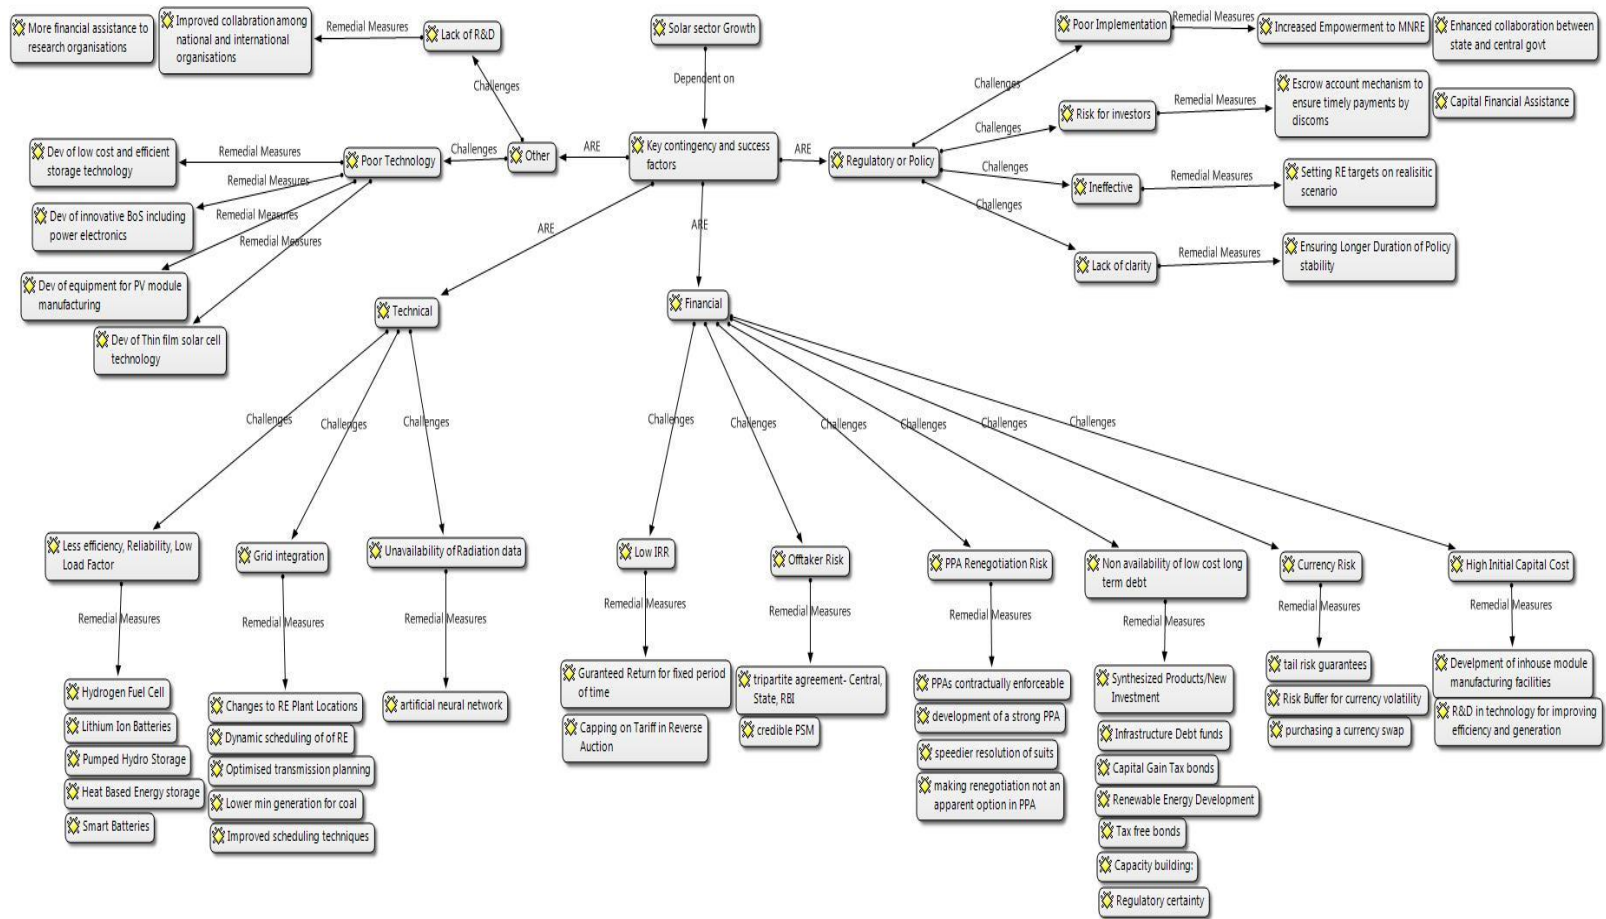 More financial assistance to
research organisations
Improved collabration among
national and international
organisations
Remedial Measures
Lack of R&D
Solar sector Growth
Poor Implementation
Remedial Measures
Increased Empowerment to MNRE
Enhanced collaboration between
state and central govt
Dependent on
Challenges
Challenges
Risk for investors
Remedial Measures
Escrow account mechanism to
ensure timely payments by
discoms
Capital Financial Assistance
Dev of low cost and efficient
storage technology
Remedial Measures
Poor Technology
Challenges
Other
ARE
Key contingency and success
factors
ARE
Regulatory or Policy
Challenges
Challenges
Ineffective
Remedial Measures
Setting RE targets on realisitic
scenario
Remedial Measures
Dev of innovative BoS including
power electronics
Remedial Measures
Remedial Measures
Challenges
Lack of clarity
Remedial Measures
Ensuring Longer Duration of Policy
stability
Dev of equipment for PV module
manufacturing
Dev of Thin film solar cell
technology
ARE
ARE
Technical
Financial
Challenges
Challenges
Challenges
Challenges
Challenges
Challenges
Challenges
Challenges
Challenges
Less efficiency, Reliability, Low
Load Factor
Grid integration
Unavailability of Radiation data
Low IRR
Offtaker Risk
PPA Renegotiation Risk
Non availability of low cost long
term debt
Currency Risk
High Initial Capital Cost
Remedial Measures
Remedial Measures
Remedial Measures
Remedial Measures
Remedial Measures
Remedial Measures
Remedial Measures
Remedial Measures
Remedial Measures
Hydrogen Fuel Cell
Lithium Ion Batteries
Pumped Hydro Storage
Heat Based Energy storage
Smart Batteries
Changes to RE Plant Locations
Dynamic scheduling of of RE
Optimised transmission planning
Lower min generation for coal
Improved scheduling techniques
artificial neural network
Guranteed Return for fixed period
of time
Capping on Tariff in Reverse
Auction
tripartite agreement- Central,
State, RBI
credible PSM
PPAs contractually enforceable
development of a strong PPA
speedier resolution of suits
making renegotiation not an
apparent option in PPA
Synthesized Products/New
Investment
Infrastructure Debt funds
Capital Gain Tax bonds
Renewable Energy Development
Tax free bonds
Capacity building:
Regulatory certainty
tail risk guarantees
Risk Buffer for currency volatility
purchasing a currency swap
Develpment of inhouse module
manufacturing facilities
R&D in technology for improving
efficiency and generation